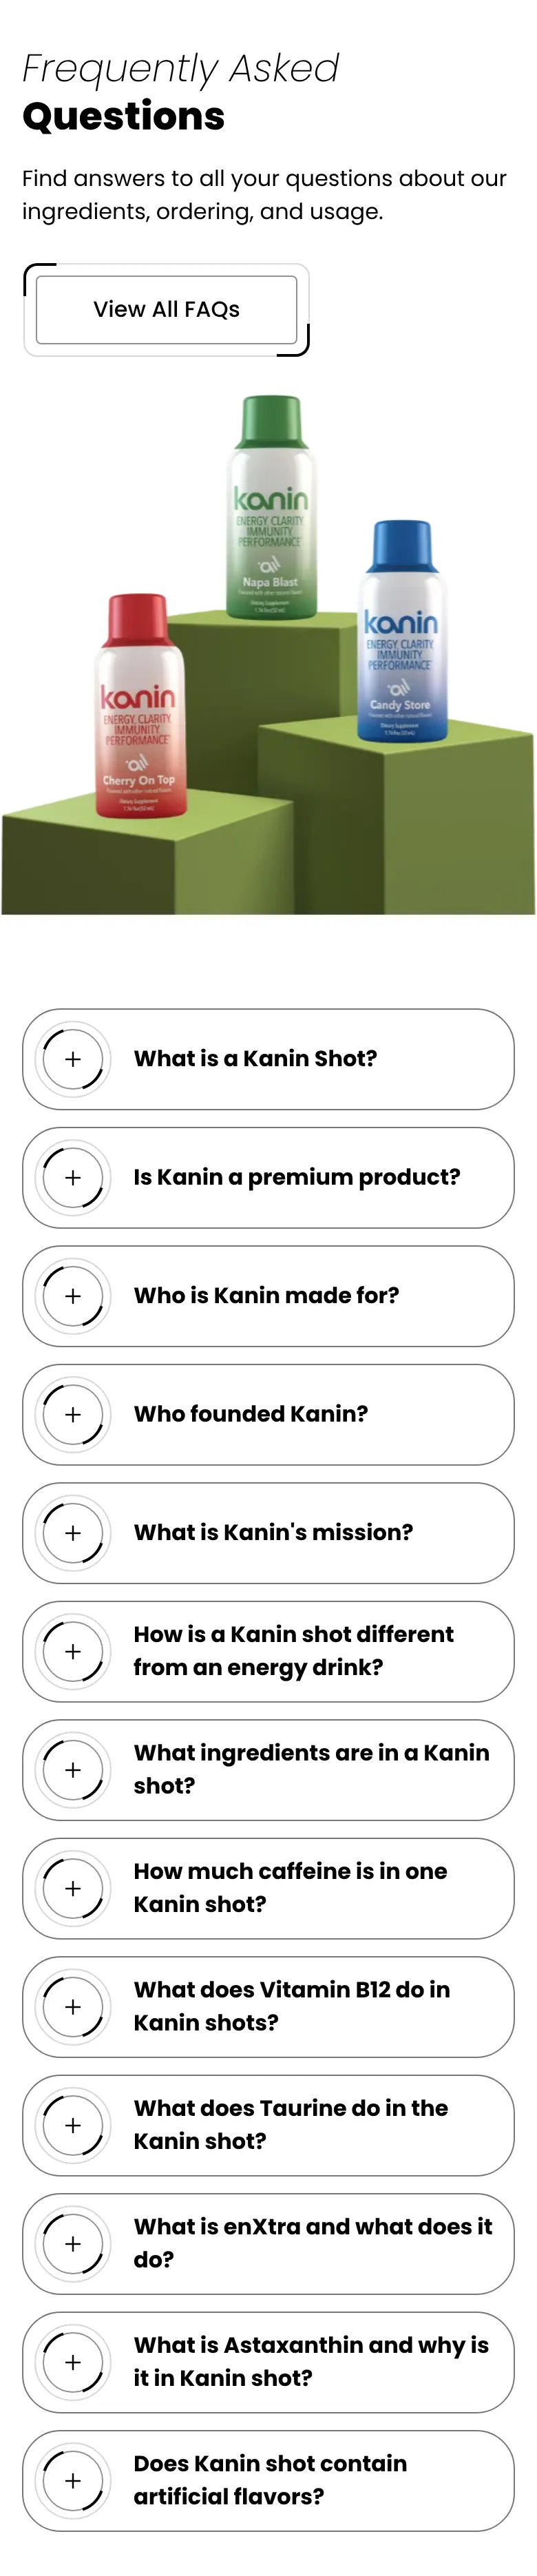 Frequently Asked
Questions
Find answers to all your questions about our
ingredients, ordering, and usage.
View All FAQs
kanin
ENERGY, CLARITY,
IMMUNITY
PERFORMANCE
Napa Blast
Dietary Supplement
kanin
ENERGY, CLARITY,
IMMUNITY
PERFORMANCE
Candy Store
Dietary Supplement
kanin
ENERGY, CLARITY,
IMMUNITY
PERFORMANCE
Cherry On Top
Dietary Supplement
What is a Kanin Shot?
Is Kanin a premium product?
Who is Kanin made for?
Who founded Kanin?
What is Kanin's mission?
How is a Kanin shot different
from an energy drink?
What ingredients are in a Kanin
shot?
How much caffeine is in one
Kanin shot?
What does Vitamin B12 do in
Kanin shots?
What does Taurine do in the
Kanin shot?
What is enXtra and what does it
do?
What is Astaxanthin and why is
it in Kanin shot?
Does Kanin shot contain
artificial flavors?